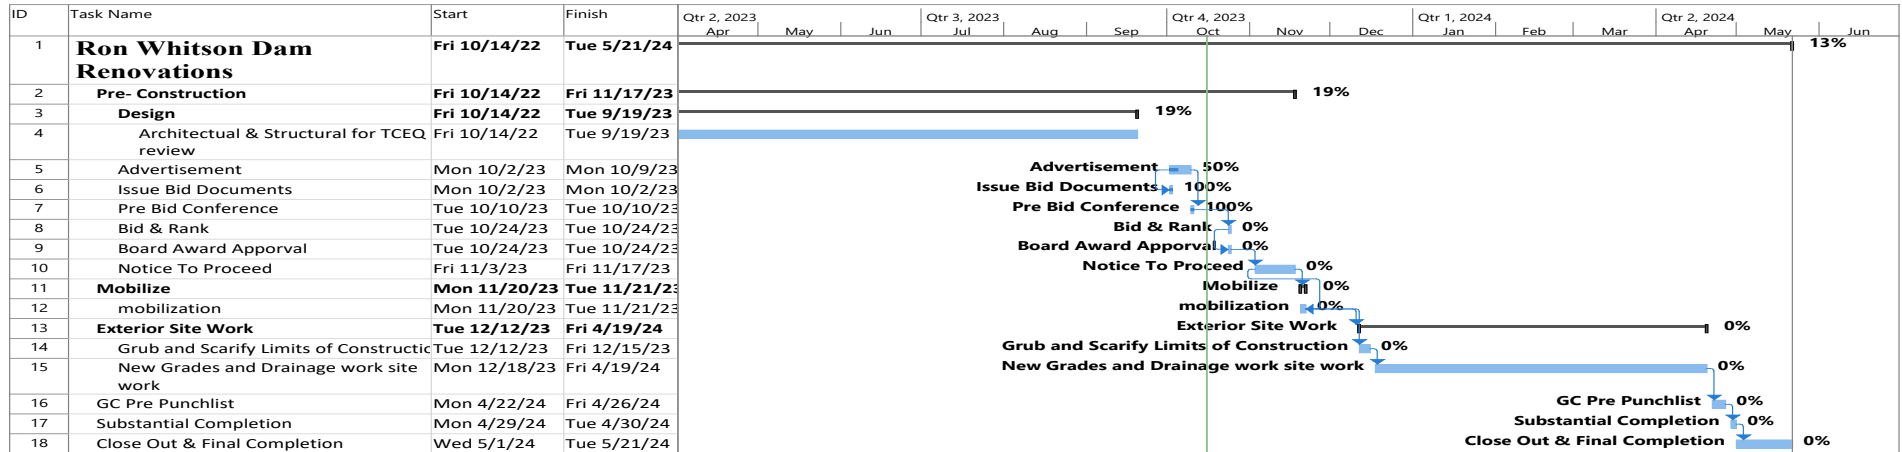 ID Task Name Start Finish Qtr 2, 2023 Qtr 3, 2023 Qtr 4, 2023 Qtr 1, 2024 Qtr 2, 2024
Apr May Jun Jul Aug Sep Oct Nov Dec Jan Feb Mar Apr May Jun
1 Ron Whitson Dam Fri 10/14/22 Tue 5/21/24 13%
Renovations
2 Pre- Construction Fri 10/14/22 Fri 11/17/23 19%
3 Design Fri 10/14/22 Tue 9/19/23 19%
4 Architectual & Structural for TCEQ Fri 10/14/22 Tue 9/19/23
review
5 Advertisement Mon 10/2/23 Mon 10/9/23 Advertisement 50%
6 Issue Bid Documents Mon 10/2/23 Mon 10/2/23 Issue Bid Documents 100%
7 Pre Bid Conference Tue 10/10/23 Tue 10/10/23 Pre Bid Conference 100%
8 Bid & Rank Tue 10/24/23 Tue 10/24/23 Bid & Rank 0%
9 Board Award Apporval Tue 10/24/23 Tue 10/24/23 Board Award Apporval 0%
10 Notice To Proceed Fri 11/3/23 Fri 11/17/23 Notice To Proceed 0%
11 Mobilize Mon 11/20/23 Tue 11/21/23 Mobilize 0%
12 mobilization Mon 11/20/23 Tue 11/21/23 mobilization 0%
13 Exterior Site Work Tue 12/12/23 Fri 4/19/24 Exterior Site Work 0%
14 Grub and Scarify Limits of Constructic Tue 12/12/23 Fri 12/15/23 Grub and Scarify Limits of Construction 0%
15 New Grades and Drainage work site Mon 12/18/23 Fri 4/19/24 New Grades and Drainage work site work 0%
work
16 GC Pre Punchlist Mon 4/22/24 Fri 4/26/24 GC Pre Punchlist 0%
17 Substantial Completion Mon 4/29/24 Tue 4/30/24 Substantial Completion 0%
18 Close Out & Final Completion Wed 5/1/24 Tue 5/21/24 Close Out & Final Completion 0%